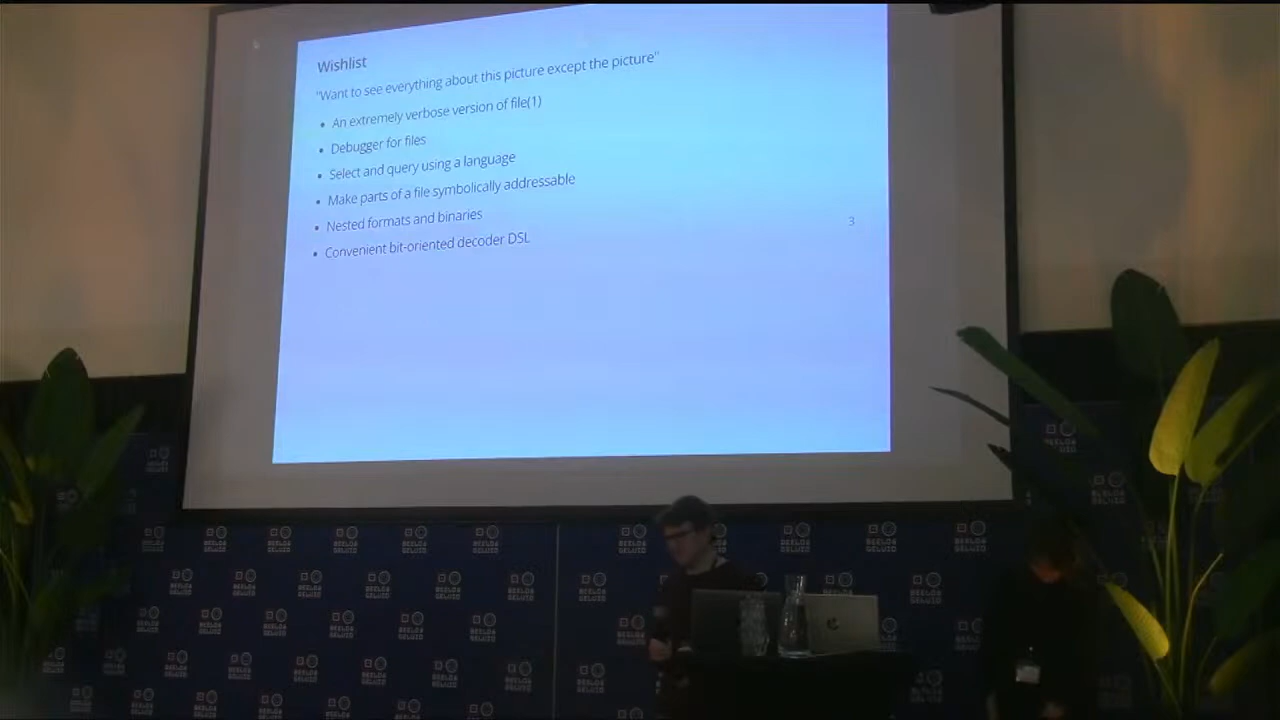 Wishlist
"Want to see everything about this picture except the picture"
• An extremely verbose version of file(1)
• Debugger for files
• Select and query using a language
• Make parts of a file symbolically addressable
• Nested formats and binaries
• Convenient bit-oriented decoder DSL
3
BEELD&
GELUID